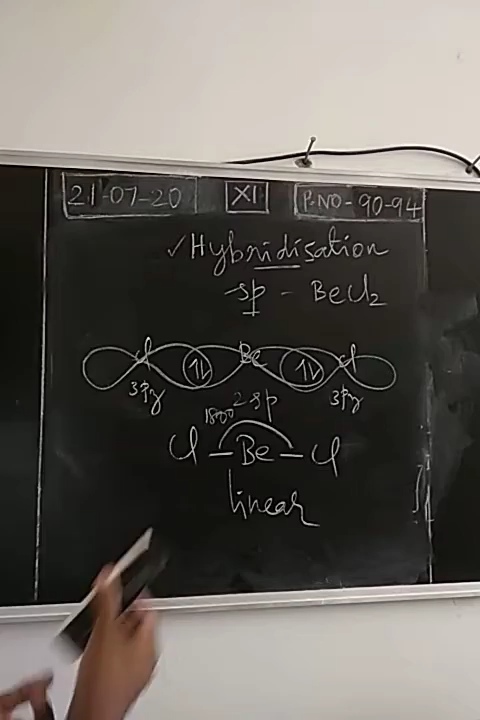 21-07-20 XI P.NO-90-94
✓Hybridisation
sp - BeCl2
Cl ⇅ Be ⇅ Cl
3pz 2sp 3pz
180°
Cl - Be - Cl
linear